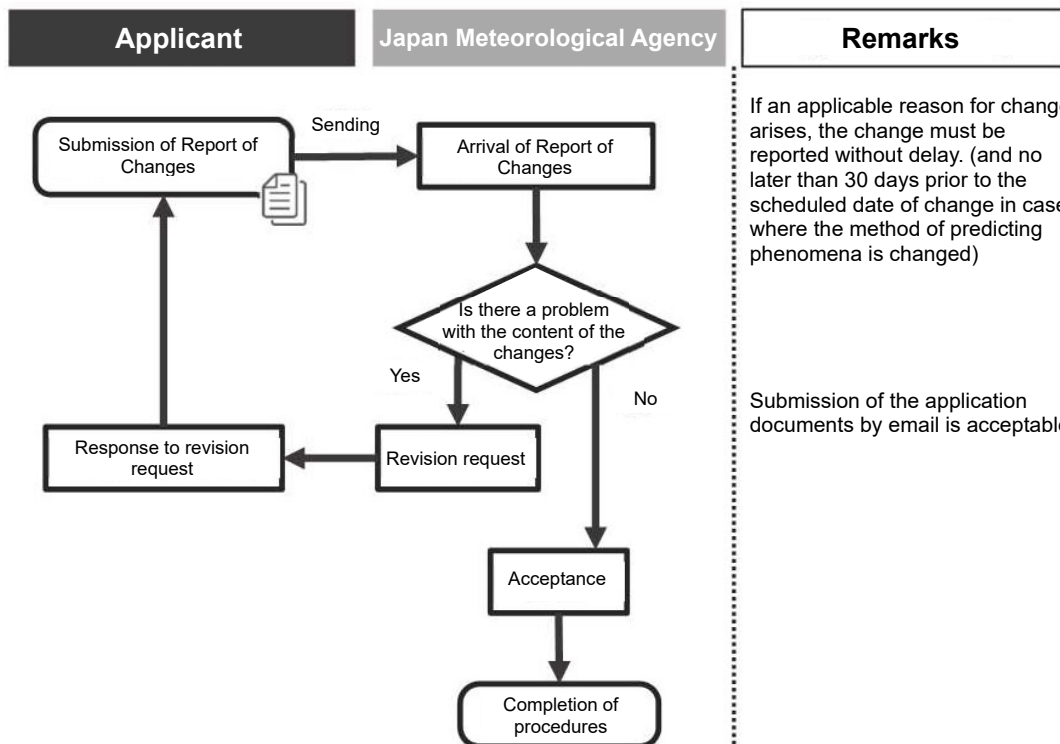 Applicant
Japan Meteorological Agency
Remarks
Submission of Report of
Changes
Sending
Arrival of Report of
Changes
Is there a problem
with the content of the
changes?
Yes
No
Response to revision
request
Revision request
Acceptance
Completion of
procedures
If an applicable reason for change
arises, the change must be
reported without delay. (and no
later than 30 days prior to the
scheduled date of change in case
where the method of predicting
phenomena is changed)
Submission of the application
documents by email is acceptable